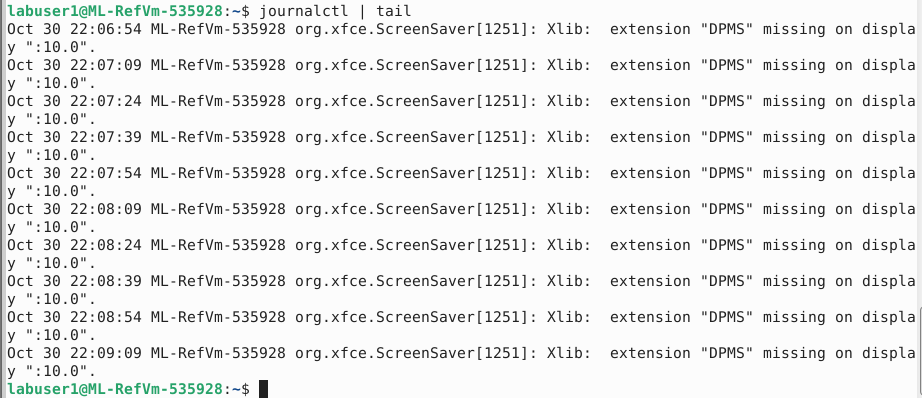 labuser1@ML-RefVm-535928:~$ journalctl | tail
Oct 30 22:06:54 ML-RefVm-535928 org.xfce.ScreenSaver[1251]: Xlib:  extension "DPMS" missing on displa
y ":10.0".
Oct 30 22:07:09 ML-RefVm-535928 org.xfce.ScreenSaver[1251]: Xlib:  extension "DPMS" missing on displa
y ":10.0".
Oct 30 22:07:24 ML-RefVm-535928 org.xfce.ScreenSaver[1251]: Xlib:  extension "DPMS" missing on displa
y ":10.0".
Oct 30 22:07:39 ML-RefVm-535928 org.xfce.ScreenSaver[1251]: Xlib:  extension "DPMS" missing on displa
y ":10.0".
Oct 30 22:07:54 ML-RefVm-535928 org.xfce.ScreenSaver[1251]: Xlib:  extension "DPMS" missing on displa
y ":10.0".
Oct 30 22:08:09 ML-RefVm-535928 org.xfce.ScreenSaver[1251]: Xlib:  extension "DPMS" missing on displa
y ":10.0".
Oct 30 22:08:24 ML-RefVm-535928 org.xfce.ScreenSaver[1251]: Xlib:  extension "DPMS" missing on displa
y ":10.0".
Oct 30 22:08:39 ML-RefVm-535928 org.xfce.ScreenSaver[1251]: Xlib:  extension "DPMS" missing on displa
y ":10.0".
Oct 30 22:08:54 ML-RefVm-535928 org.xfce.ScreenSaver[1251]: Xlib:  extension "DPMS" missing on displa
y ":10.0".
Oct 30 22:09:09 ML-RefVm-535928 org.xfce.ScreenSaver[1251]: Xlib:  extension "DPMS" missing on displa
y ":10.0".
labuser1@ML-RefVm-535928:~$